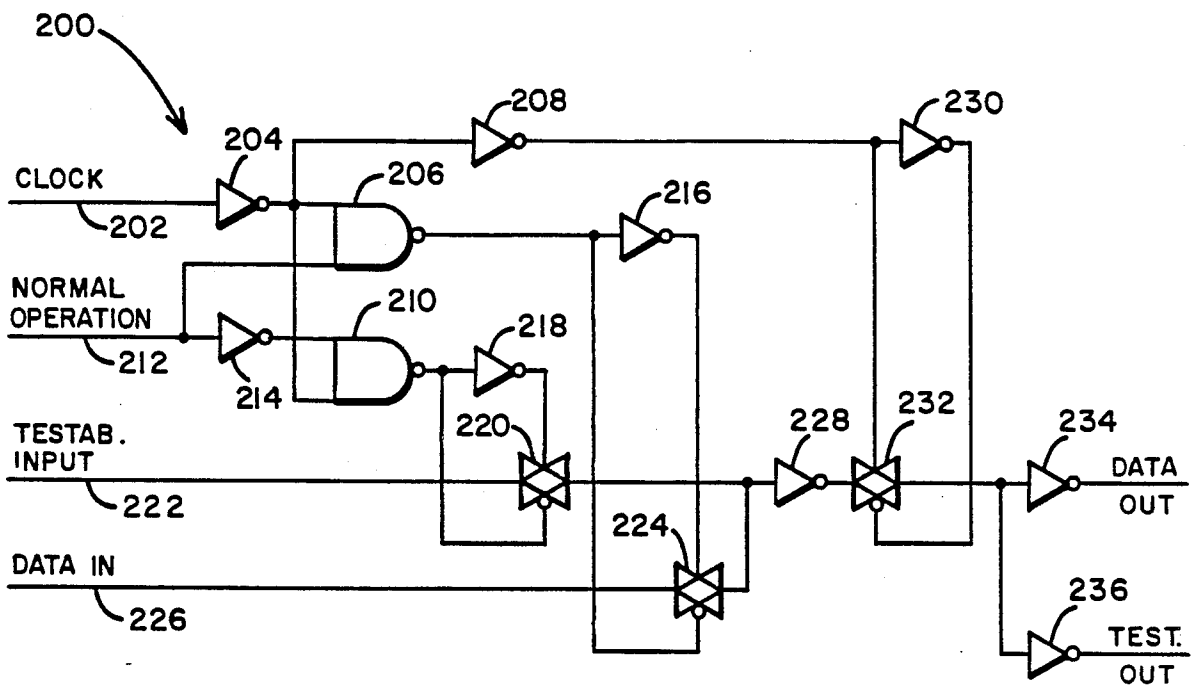 200
208
230
204
CLOCK
206
216
202
NORMAL
OPERATION
210
218
212
214
TESTAB.
INPUT
220
228
232
234
DATA
OUT
222
224
DATA IN
226
236
TEST.
OUT